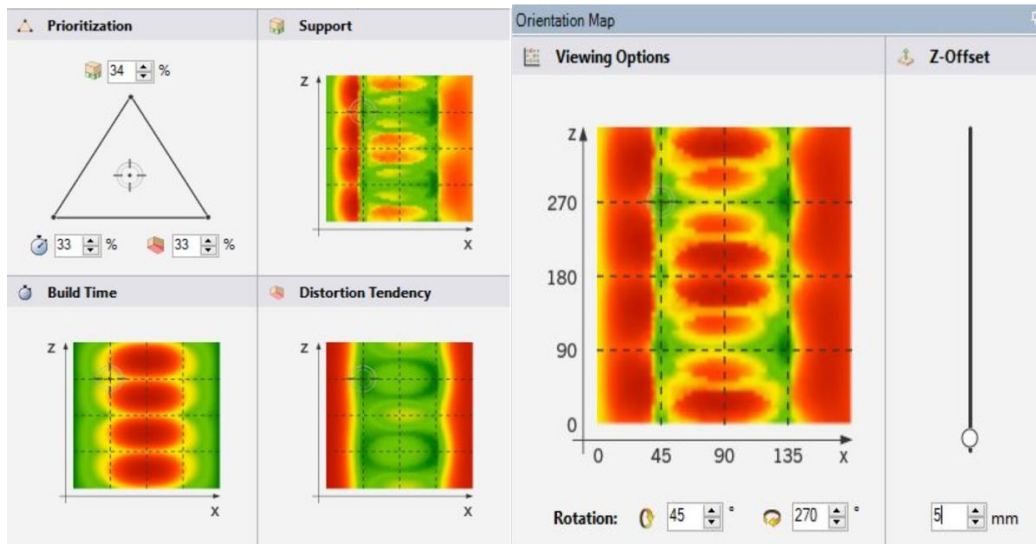 Prioritization
34 %
33 %
33 %
Support
Z
X
Build Time
Z
X
Distortion Tendency
Z
X
Orientation Map
Viewing Options
Z-Offset
Z
270
180
90
0
0 45 90 135 X
Rotation: 45 ° 270 °
5 mm